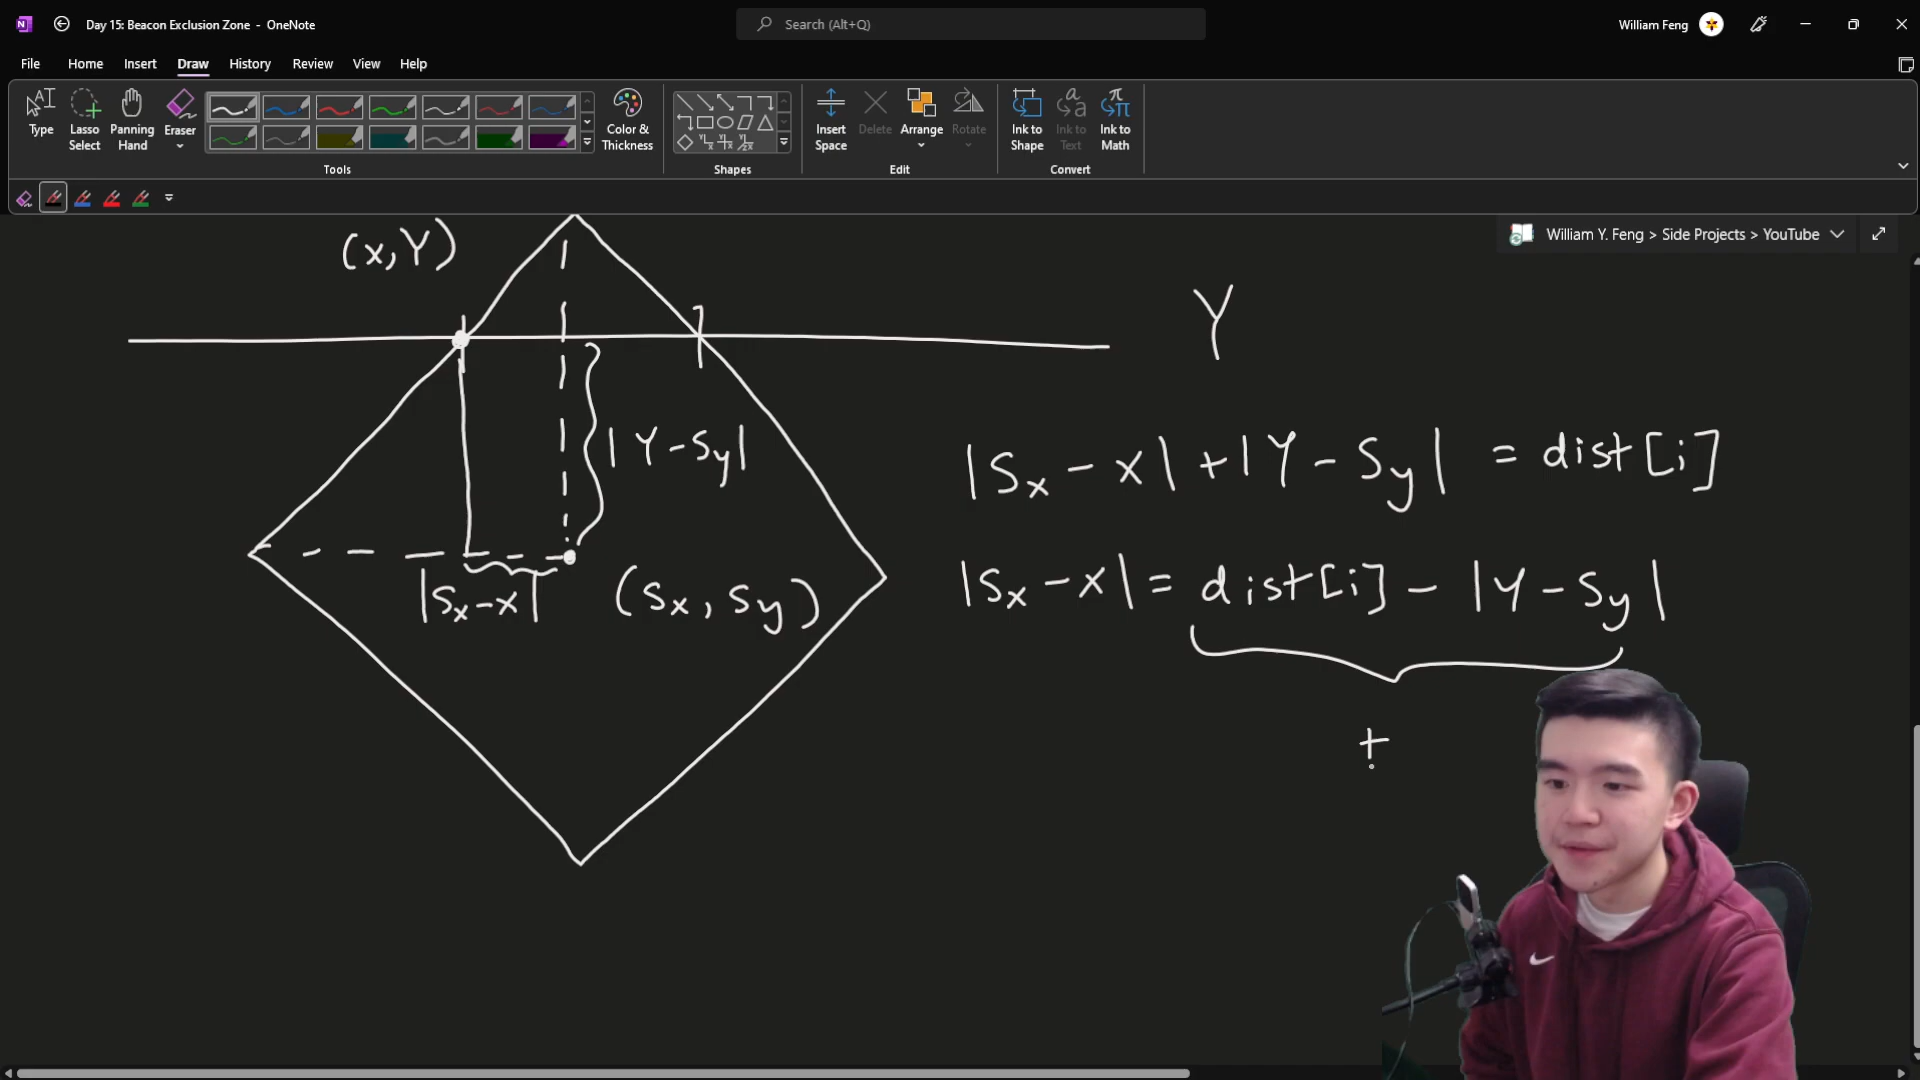 Day 15: Beacon Exclusion Zone - OneNote
Search (Alt+Q)
William Feng
File Home Insert Draw History Review View Help
Type
Lasso Select
Panning Hand
Eraser
Color & Thickness
Insert Space
Delete
Arrange
Rotate
Ink to Shape
Ink to Text
Ink to Math
Tools
Shapes
Edit
Convert
William Y. Feng > Side Projects > YouTube
(x, Y)
Y
|Y - Sy|
|Sx - x| + |Y - Sy| = dist[i]
|Sx - x| = dist[i] - |Y - Sy|
|Sx - x|
(Sx, Sy)